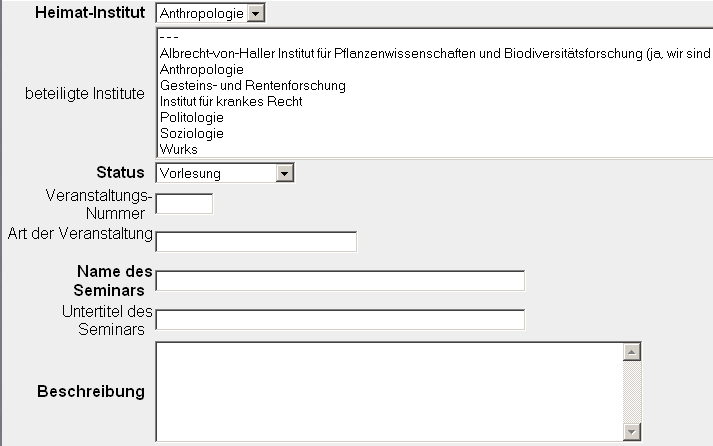 Heimat-Institut Anthropologie
---
Albrecht-von-Haller Institut für Pflanzenwissenschaften und Biodiversitätsforschung (ja, wir sind
Anthropologie
beteiligte Institute
Gesteins- und Rentenforschung
Institut für krankes Recht
Politologie
Soziologie
Wurks
Status Vorlesung
Veranstaltungs-
Nummer
Art der Veranstaltung
Name des
Seminars
Untertitel des
Seminars
Beschreibung